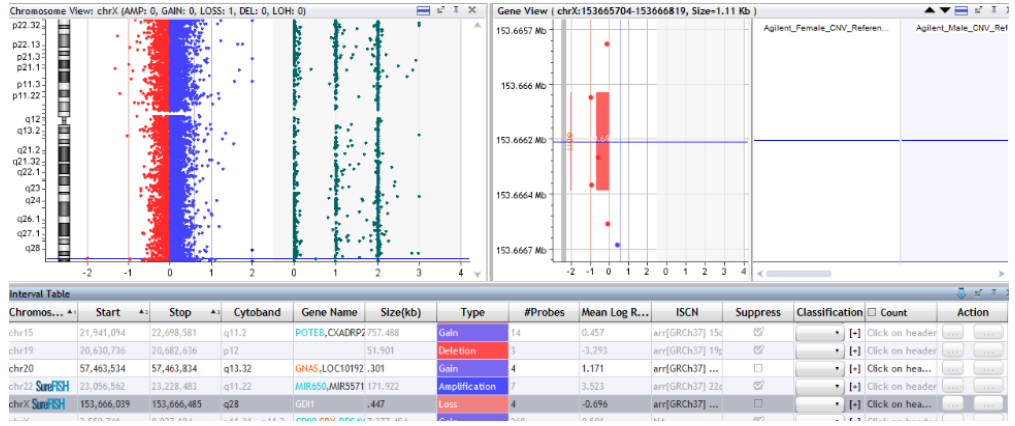 Chromosome View: chrX (AMP: 0, GAIN: 0, LOSS: 1, DEL: 0, LOH: 0)
Gene View ( chrX:153665704-153666819, Size=1.11 Kb )
p22.32
p22.13
p21.3
p21.1
p11.3
p11.22
q12
q13.2
q21.2
q21.32
q22.1
q23
q24
q26.1
q27.1
q28
-2 -1 0 1 2 0 1 2 3 4
153.6657 Mb
153.666 Mb
153.6662 Mb
153.6664 Mb
153.6667 Mb
-2 -1 0 1 2 0 1 2 3 4
Agilent_Female_CNV_Referen... Agilent_Male_CNV_Ref
Interval Table
Chromos... Start Stop Cytoband Gene Name Size(kb) Type #Probes Mean Log R... ISCN Suppress Classification Count Action
chr15 21,941,094 22,698,581 q11.2 POTEB,CXADRP2 757.488 Gain 14 0.457 arr[GRCh37] 15q [+] Click on header ... ...
chr19 20,630,736 20,682,636 p12 51.901 Deletion 3 -3.293 arr[GRCh37] 19p [+] Click on header ... ...
chr20 57,463,534 57,463,834 q13.32 GNAS,LOC10192 .301 Gain 4 1.171 arr[GRCh37] ... [+] Click on hea... ... ...
chr22 SureFISH 23,056,562 23,228,483 q11.22 MIR650,MIR5571 171.922 Amplification 7 3.523 arr[GRCh37] 22q [+] Click on header ... ...
chrX SureFISH 153,666,039 153,666,485 q28 GDI1 .447 Loss 4 -0.696 arr[GRCh37] ... [+] Click on hea... ... ...